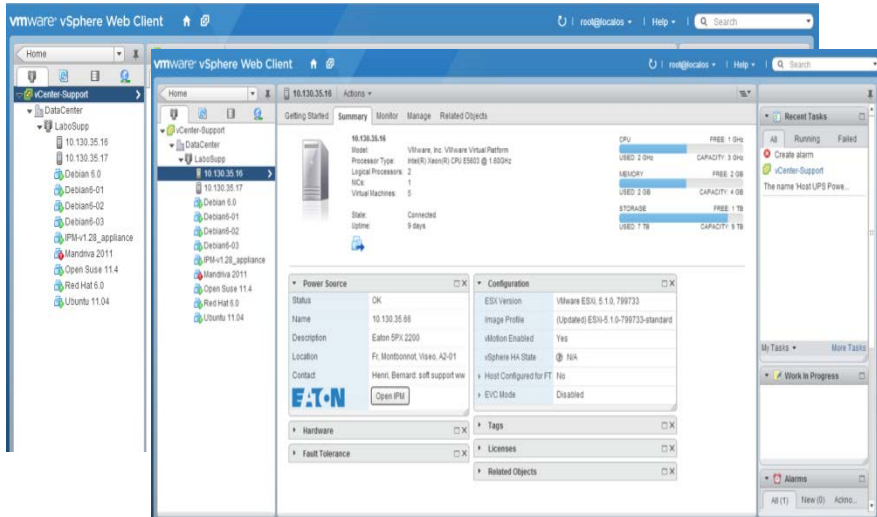 vmware® vSphere Web Client
root@localos
Help
Search
Home
vCenter-Support
DataCenter
LaboSupp
10.130.35.16
10.130.35.17
Debian 6.0
Debian6-01
Debian6-02
Debian6-03
IPM-v1.28_appliance
Mandriva 2011
Open Suse 11.4
Red Hat 6.0
Ubuntu 11.04
vmware® vSphere Web Client
root@localos
Help
Search
Home
vCenter-Support
DataCenter
LaboSupp
10.130.35.16
10.130.35.17
Debian 6.0
Debian6-01
Debian6-02
Debian6-03
IPM-v1.28_appliance
Mandriva 2011
Open Suse 11.4
Red Hat 6.0
Ubuntu 11.04
10.130.35.16 Actions
Getting Started Summary Monitor Manage Related Objects
10.130.35.16
Model: VMware, Inc. VMware Virtual Platform
Processor Type: Intel(R) Xeon(R) CPU E5603 @ 1.60GHz
Logical Processors: 2
NICs: 1
Virtual Machines: 5
State: Connected
Uptime: 9 days
CPU FREE: 1 GHz
USED: 2 GHz CAPACITY: 3 GHz
MEMORY FREE: 2 GB
USED: 2 GB CAPACITY: 4 GB
STORAGE FREE: 1 TB
USED: 7 TB CAPACITY: 9 TB
Power Source
Status OK
Name 10.130.35.66
Description Eaton 5PX 2200
Location Fr, Montbonnot, Viseo, A2-01
Contact Henri, Bernard: soft support ww
EATON Open IPM
Hardware
Fault Tolerance
Configuration
ESX Version VMware ESXi, 5.1.0, 799733
Image Profile (Updated) ESXi-5.1.0-799733-standard
vMotion Enabled Yes
vSphere HA State N/A
Host Configured for FT No
EVC Mode Disabled
Tags
Licenses
Related Objects
Recent Tasks
All Running Failed
Create alarm
vCenter-Support
The name 'Host UPS Powe...
My Tasks More Tasks
Work In Progress
Alarms
All (1) New (0) Ackno...